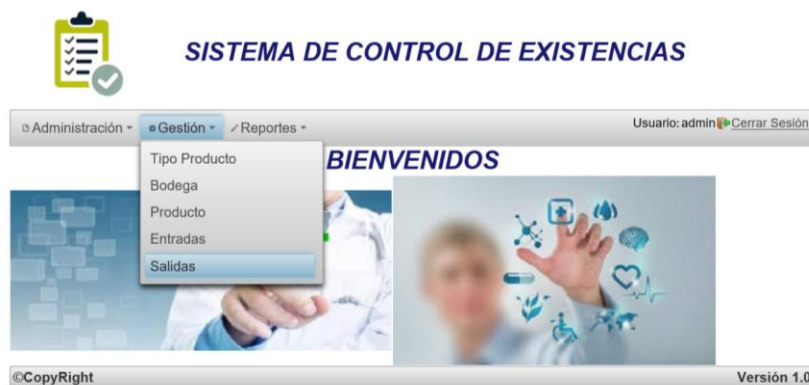 SISTEMA DE CONTROL DE EXISTENCIAS
Administración Gestión Reportes Usuario: admin Cerrar Sesión
BIENVENIDOS
Tipo Producto
Bodega
Producto
Entradas
Salidas
©CopyRight Versión 1.0